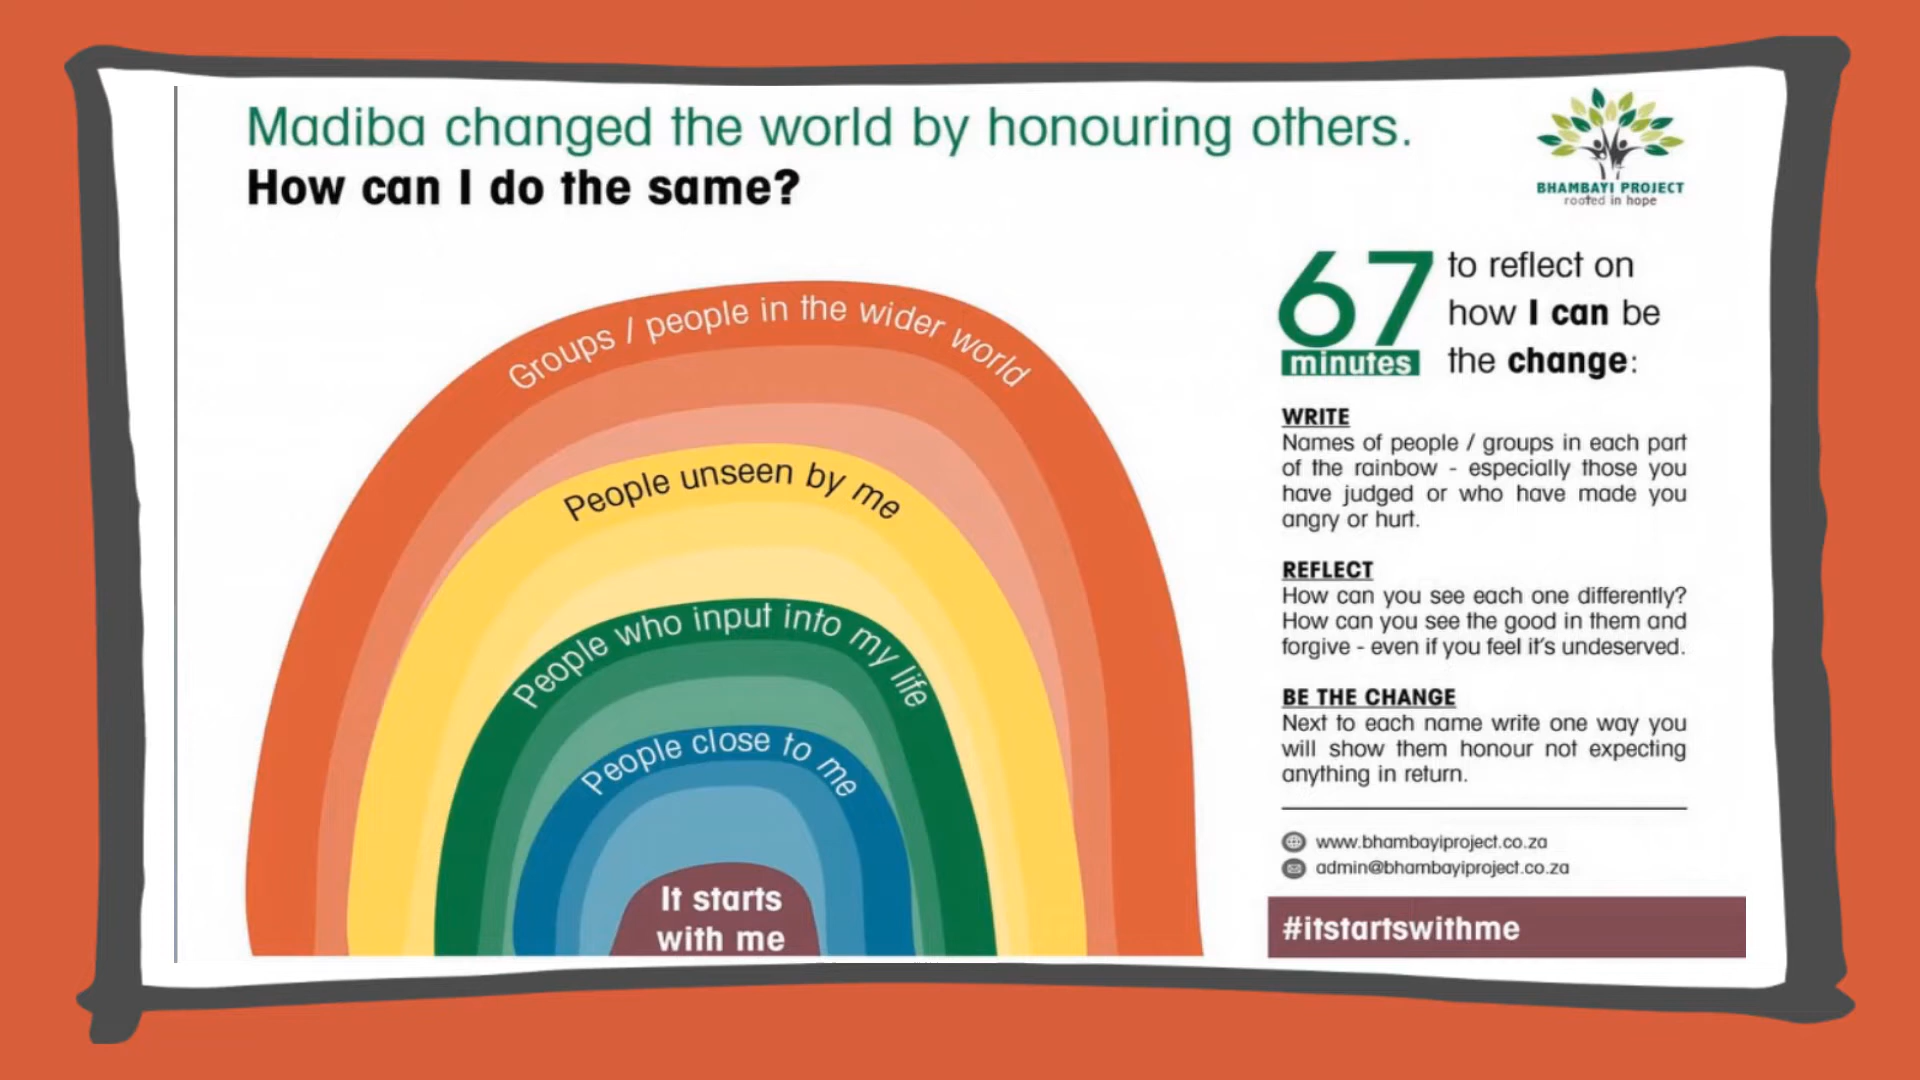 Madiba changed the world by honouring others.
How can I do the same?
BHAMBAYI PROJECT
rooted in hope
Groups / people in the wider world
People unseen by me
People who input into my life
People close to me
It starts
with me
67
minutes
to reflect on
how I can be
the change:
WRITE
Names of people / groups in each part
of the rainbow - especially those you
have judged or who have made you
angry or hurt.
REFLECT
How can you see each one differently?
How can you see the good in them and
forgive - even if you feel it's undeserved.
BE THE CHANGE
Next to each name write one way you
will show them honour not expecting
anything in return.
www.bhambayiproject.co.za
admin@bhambayiproject.co.za
#itstartswithme